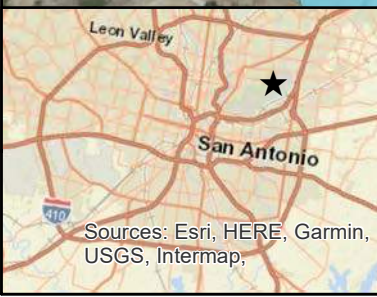 Leon Valley
San Antonio
410
Sources: Esri, HERE, Garmin,
USGS, Intermap,